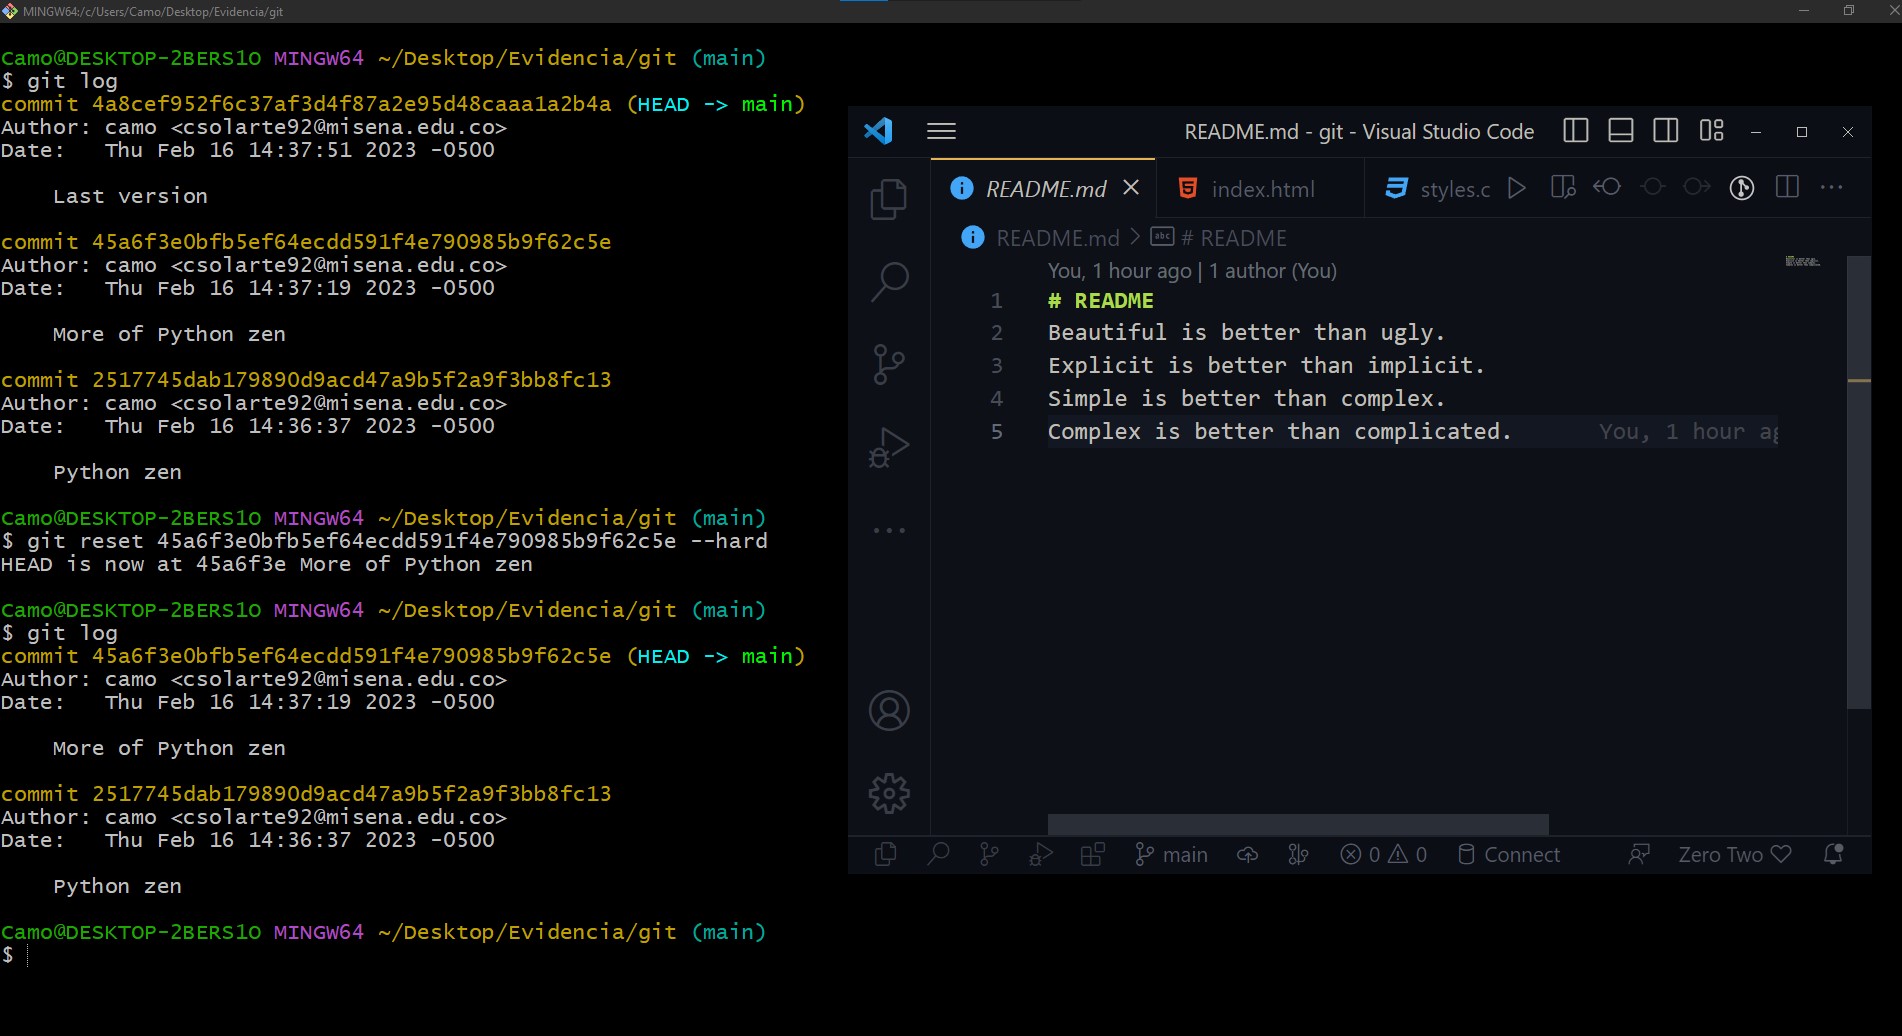 MINGW64:/c/Users/Camo/Desktop/Evidencia/git
Camo@DESKTOP-2BERS1O MINGW64 ~/Desktop/Evidencia/git (main)
$ git log
commit 4a8cef952f6c37af3d4f87a2e95d48caaa1a2b4a (HEAD -> main)
Author: camo <csolarte92@misena.edu.co>
Date:   Thu Feb 16 14:37:51 2023 -0500
Last version
commit 45a6f3e0bfb5ef64ecdd591f4e790985b9f62c5e
Author: camo <csolarte92@misena.edu.co>
Date:   Thu Feb 16 14:37:19 2023 -0500
More of Python zen
commit 2517745dab179890d9acd47a9b5f2a9f3bb8fc13
Author: camo <csolarte92@misena.edu.co>
Date:   Thu Feb 16 14:36:37 2023 -0500
Python zen
Camo@DESKTOP-2BERS1O MINGW64 ~/Desktop/Evidencia/git (main)
$ git reset 45a6f3e0bfb5ef64ecdd591f4e790985b9f62c5e --hard
HEAD is now at 45a6f3e More of Python zen
Camo@DESKTOP-2BERS1O MINGW64 ~/Desktop/Evidencia/git (main)
$ git log
commit 45a6f3e0bfb5ef64ecdd591f4e790985b9f62c5e (HEAD -> main)
Author: camo <csolarte92@misena.edu.co>
Date:   Thu Feb 16 14:37:19 2023 -0500
More of Python zen
commit 2517745dab179890d9acd47a9b5f2a9f3bb8fc13
Author: camo <csolarte92@misena.edu.co>
Date:   Thu Feb 16 14:36:37 2023 -0500
Python zen
Camo@DESKTOP-2BERS1O MINGW64 ~/Desktop/Evidencia/git (main)
$
README.md - git - Visual Studio Code
README.md index.html styles.c
README.md > # README
You, 1 hour ago | 1 author (You)
1 # README
2 Beautiful is better than ugly.
3 Explicit is better than implicit.
4 Simple is better than complex.
5 Complex is better than complicated. You, 1 hour ag
main 0 0 Connect Zero Two